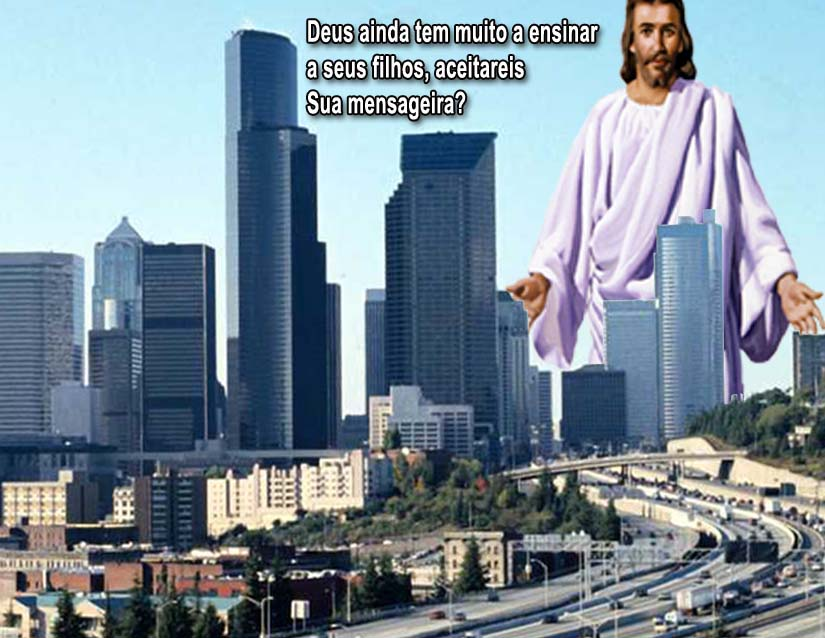 Deus ainda tem muito a ensinar
a seus filhos, aceitareis
Sua mensageira?